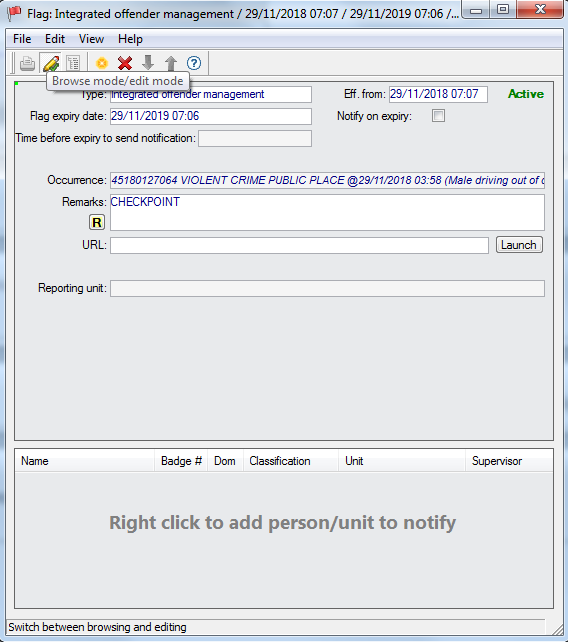 Flag: Integrated offender management / 29/11/2018 07:07 / 29/11/2019 07:06 /...
File Edit View Help
Browse mode/edit mode
Type: Integrated offender management Eff. from: 29/11/2018 07:07 Active
Flag expiry date: 29/11/2019 07:06 Notify on expiry:
Time before expiry to send notification:
Occurrence: 45180127064 VIOLENT CRIME PUBLIC PLACE @29/11/2018 03:58 (Male driving out of
Remarks: CHECKPOINT
R
URL: Launch
Reporting unit:
Name Badge # Dom Classification Unit Supervisor
Right click to add person/unit to notify
Switch between browsing and editing